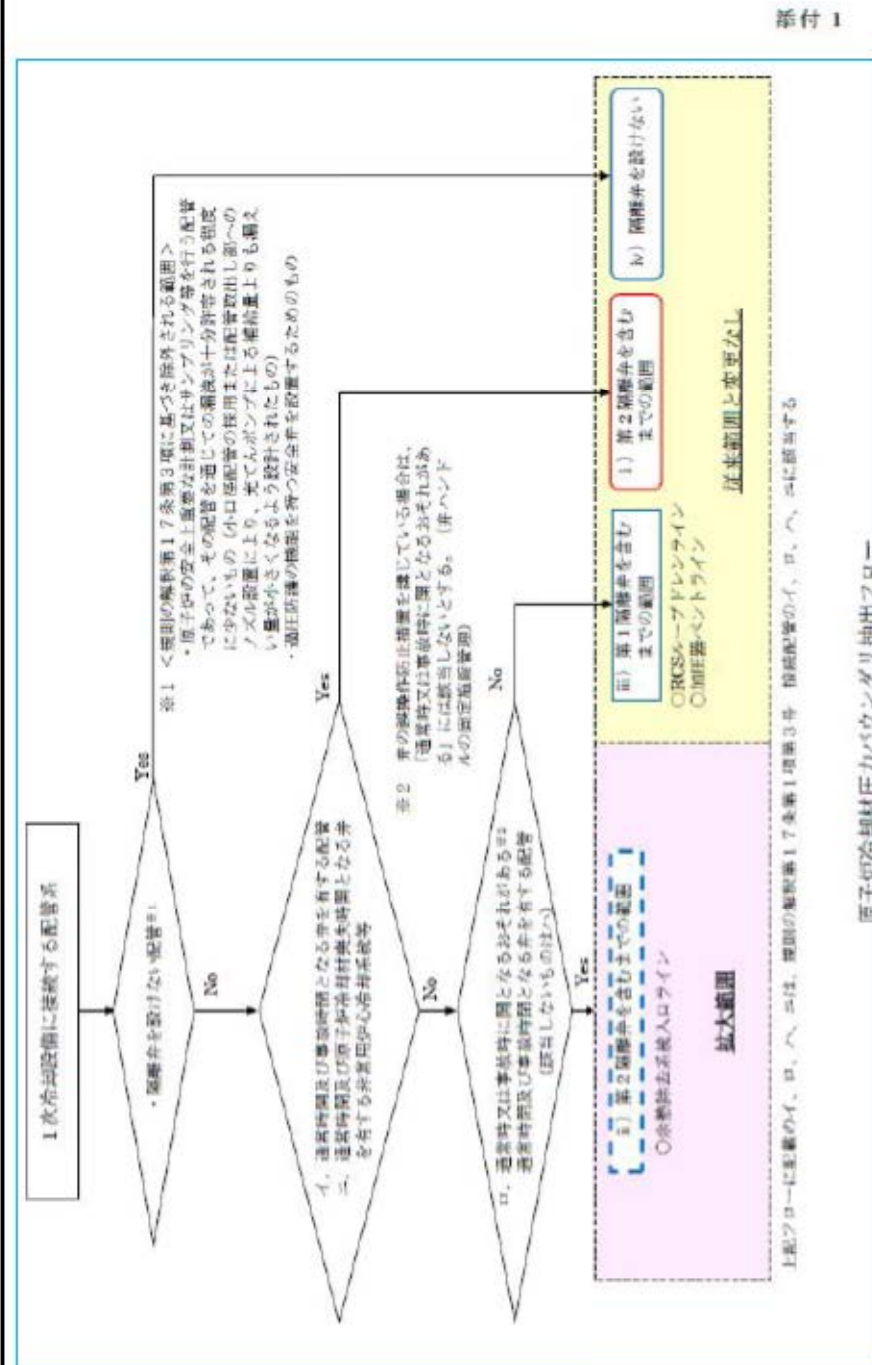 添付 1
1次冷却設備に接続する配管系
・隔離弁を設けない配管※1
Yes
No
※1 <規則の解釈第17条第3項に基づき除外される範囲>
・原子炉の安全上重要な計測又はサンプリング等を行う配管
であって、その配管を通じての漏洩が十分許容される程度
に少ないもの(小口径配管の採用または配管取出し部への
ノズル設置により、充てんポンプによる補給量よりも漏え
い量が小さくなるよう設計されたもの)
・過圧防護の機能を持つ安全弁を設置するためのもの
イ、通常時開及び事故時閉となる弁を有する配管
ニ、通常時閉及び原子炉冷却材喪失時開となる弁
を有する非常用炉心冷却系統等
Yes
No
※2 弁の誤操作防止措置を講じている場合は、
「通常時又は事故時に開となるおそれがあ
る」には該当しないとする。(弁ハンド
ルの固定施錠管理)
ロ、通常時又は事故時に開となるおそれがある※2
通常時閉及び事故時閉となる弁を有する配管
(該当しないものはハ)
No
Yes
ⅱ) 第2隔離弁を含むまでの範囲
○余熱除去系統入口ライン
拡大範囲
ⅲ) 第1隔離弁を含む
までの範囲
○RCSループドレンライン
○加圧器ベントライン
ⅰ) 第2隔離弁を含む
までの範囲
ⅳ) 隔離弁を設けない
従来範囲と変更なし
上記フローに記載のイ、ロ、ハ、ニは、規則の解釈第17条第1項第3号 接続配管のイ、ロ、ハ、ニに該当する
原子炉冷却材圧力バウンダリ抽出フロー